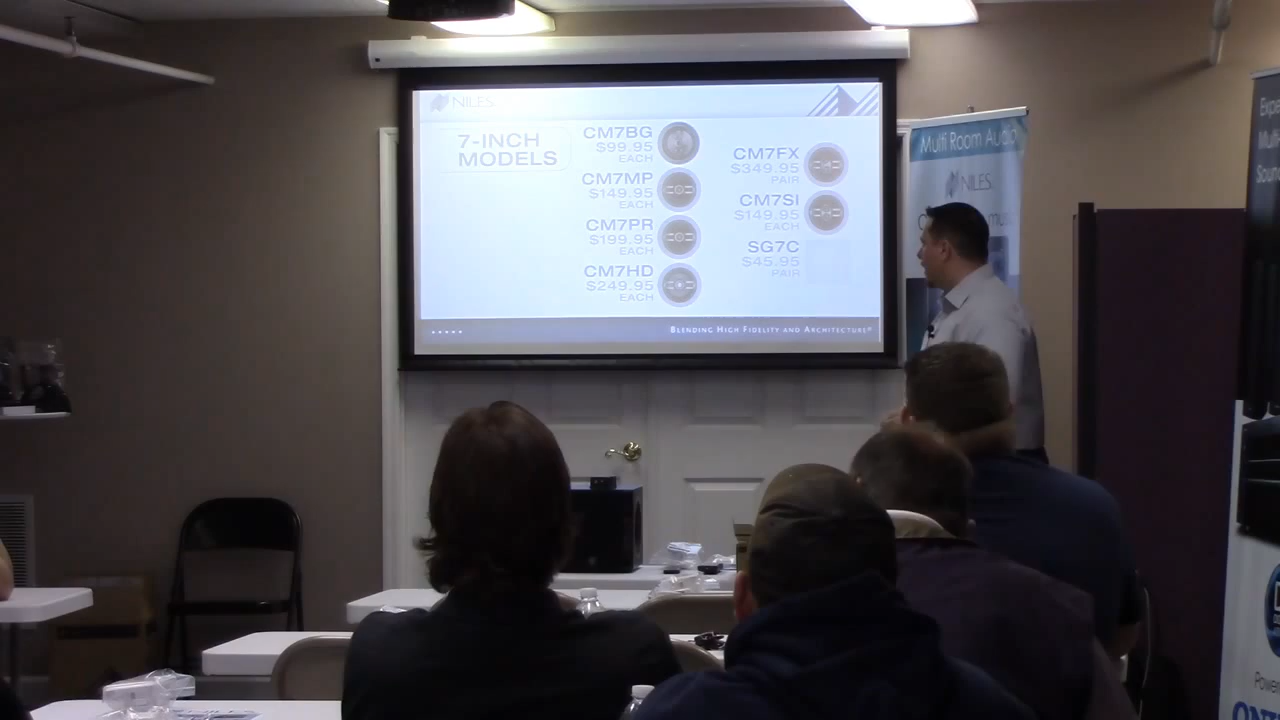 NILES
7-INCH
MODELS
CM7BG
$99.95
EACH
CM7MP
$149.95
EACH
CM7PR
$199.95
EACH
CM7HD
$249.95
EACH
CM7FX
$349.95
PAIR
CM7SI
$149.95
EACH
SG7C
$45.95
PAIR
BLENDING HIGH FIDELITY AND ARCHITECTURE®
Multi Room Audio
NILES